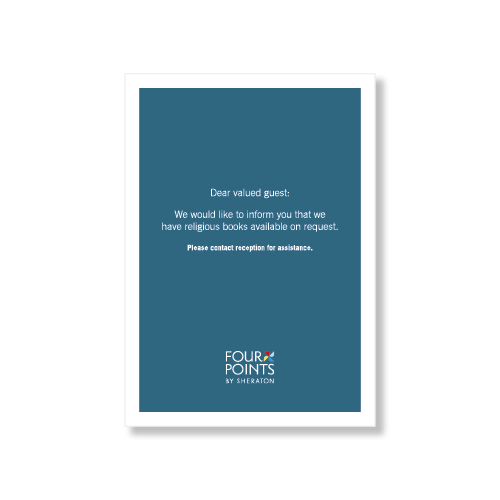 Dear valued guest:
We would like to inform you that we
have religious books available on request.
Please contact reception for assistance.
FOUR
POINTS
BY SHERATON